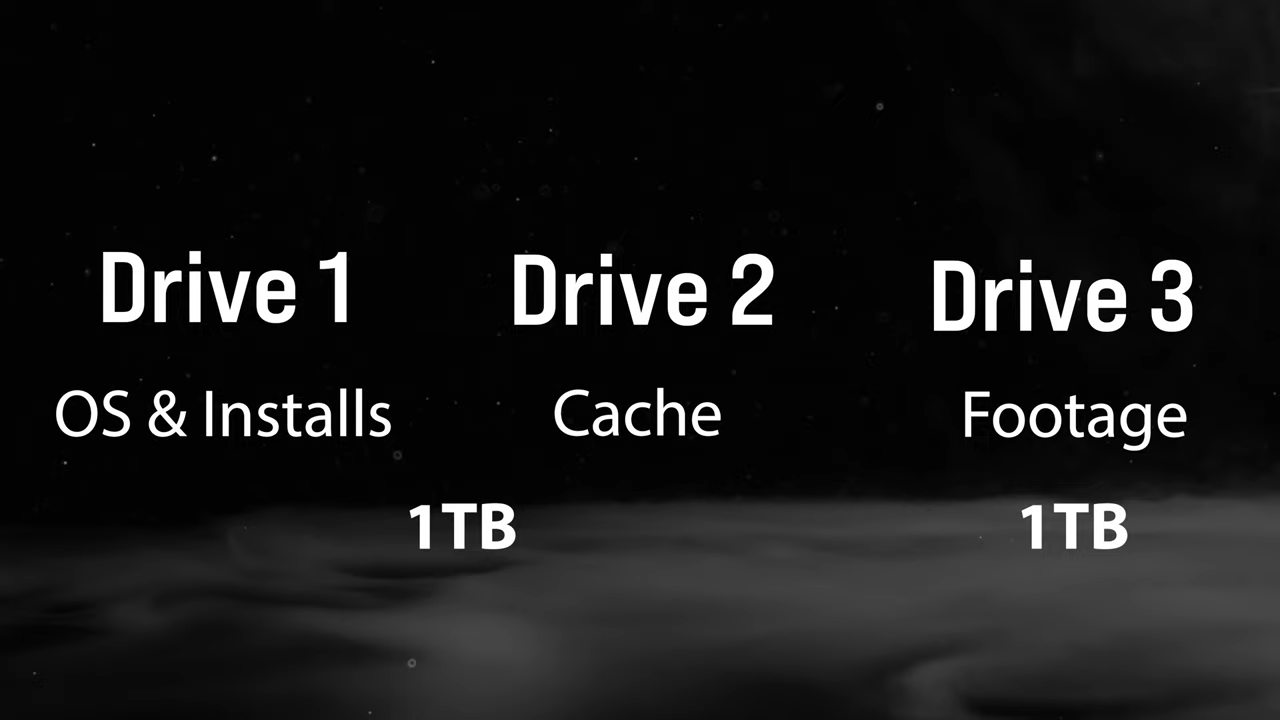 Drive 1
OS & Installs
Drive 2
Cache
1TB
Drive 3
Footage
1TB